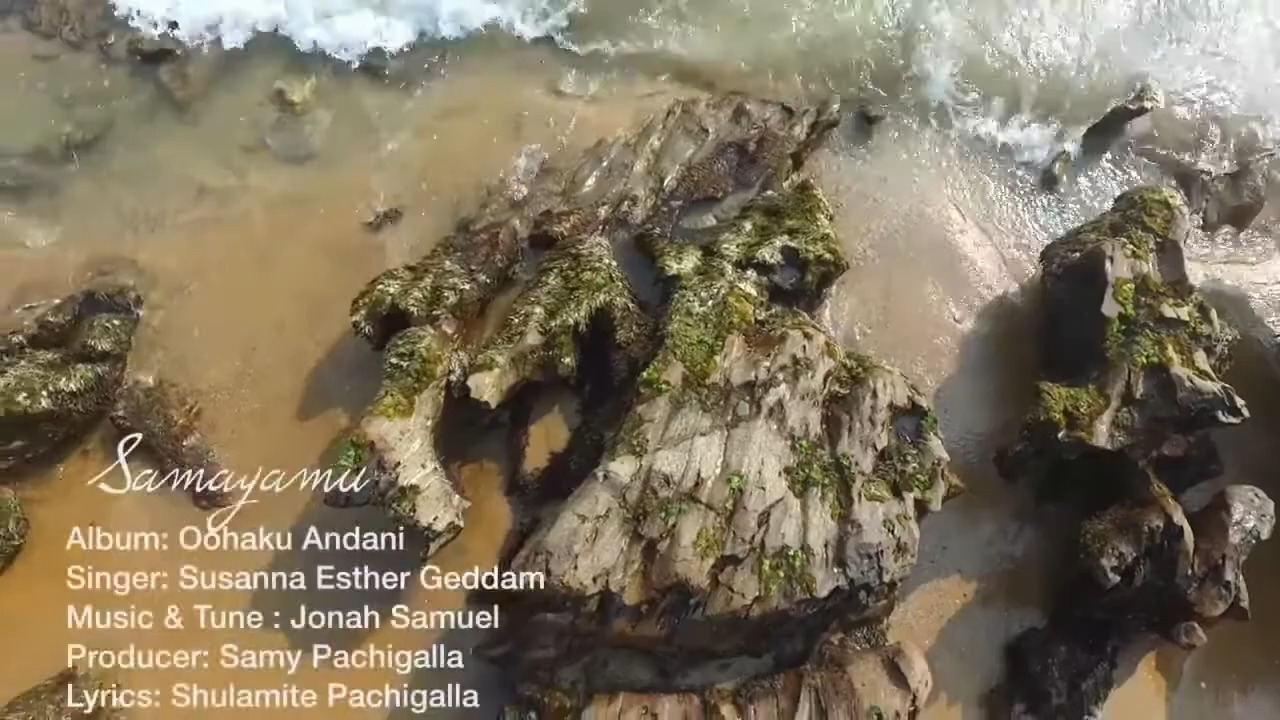 Samayamu
Album: Oohaku Andani
Singer: Susanna Esther Geddam
Music & Tune : Jonah Samuel
Producer: Samy Pachigalla
Lyrics: Shulamite Pachigalla